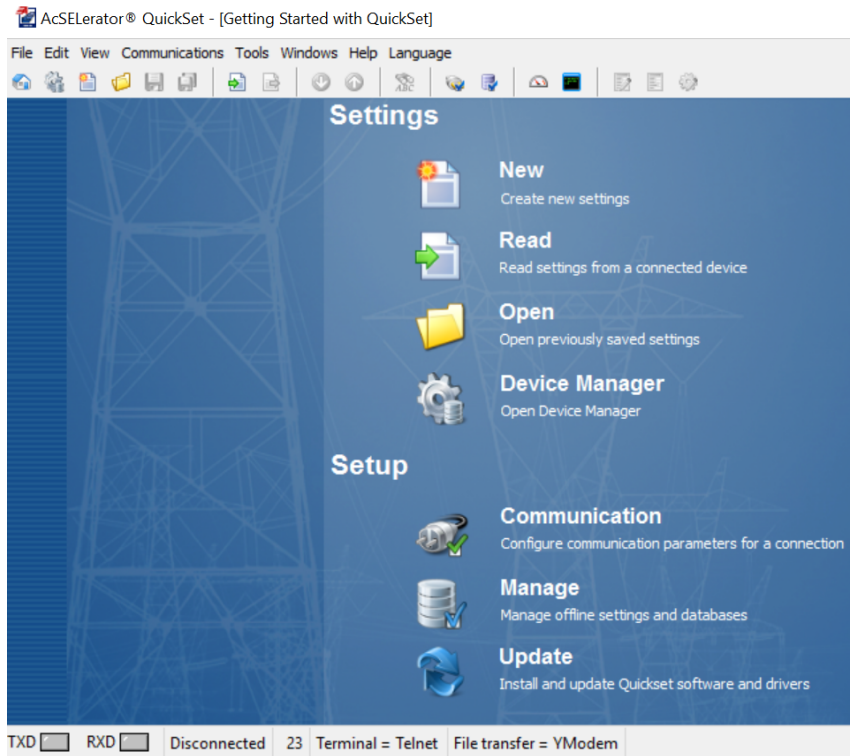 AcSELerator® QuickSet - [Getting Started with QuickSet]
File Edit View Communications Tools Windows Help Language
Settings
New
Create new settings
Read
Read settings from a connected device
Open
Open previously saved settings
Device Manager
Open Device Manager
Setup
Communication
Configure communication parameters for a connection
Manage
Manage offline settings and databases
Update
Install and update Quickset software and drivers
TXD RXD Disconnected 23 Terminal = Telnet File transfer = YModem